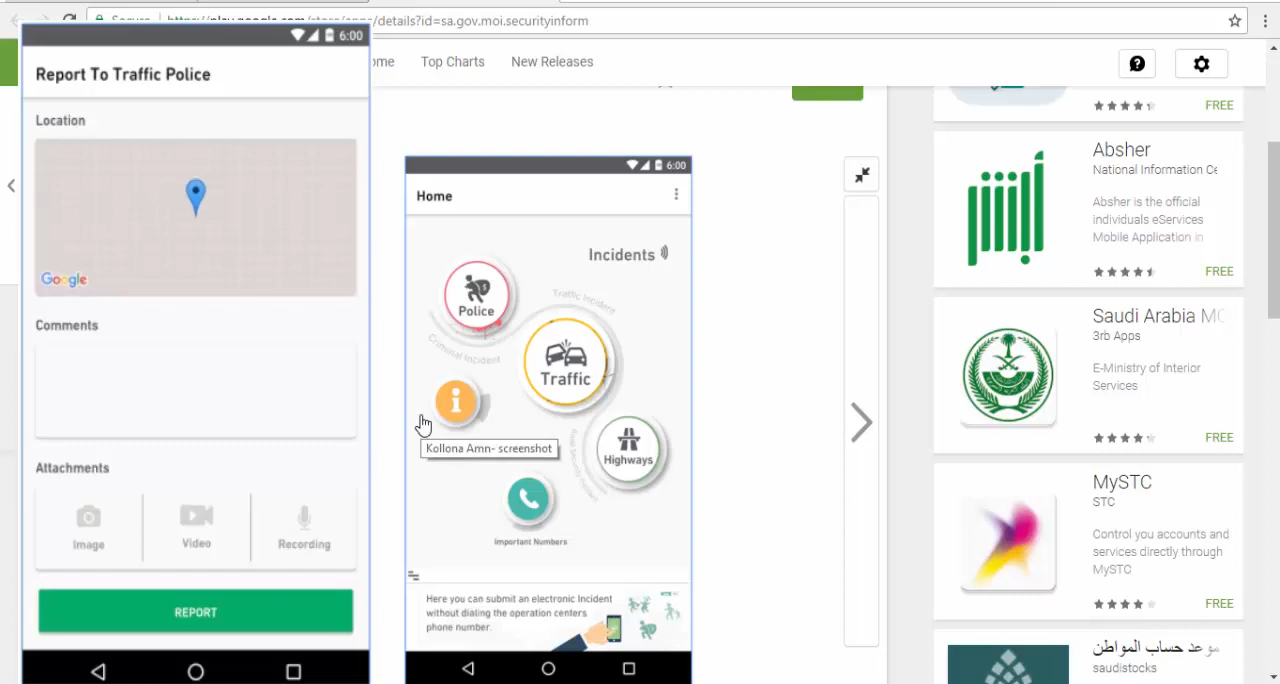 Secure
https://play.google.com/store/apps/details?id=sa.gov.moi.securityinform
6:00
Report To Traffic Police
Location
Google
Comments
Attachments
Image
Video
Recording
REPORT
ome
Top Charts
New Releases
6:00
Home
Incidents
Police
Traffic Incident
Criminal Incident
Traffic
Highways
Kollona Amn- screenshot
Important Numbers
Here you can submit an electronic Incident
without dialing the operation centers
phone number.
FREE
Absher
National Information Ce
Absher is the official
individuals eServices
Mobile Application in
FREE
Saudi Arabia MO
3rb Apps
E-Ministry of Interior
Services
FREE
MySTC
STC
Control you accounts and
services directly through
MySTC
FREE
موعد حساب المواطن
saudistocks